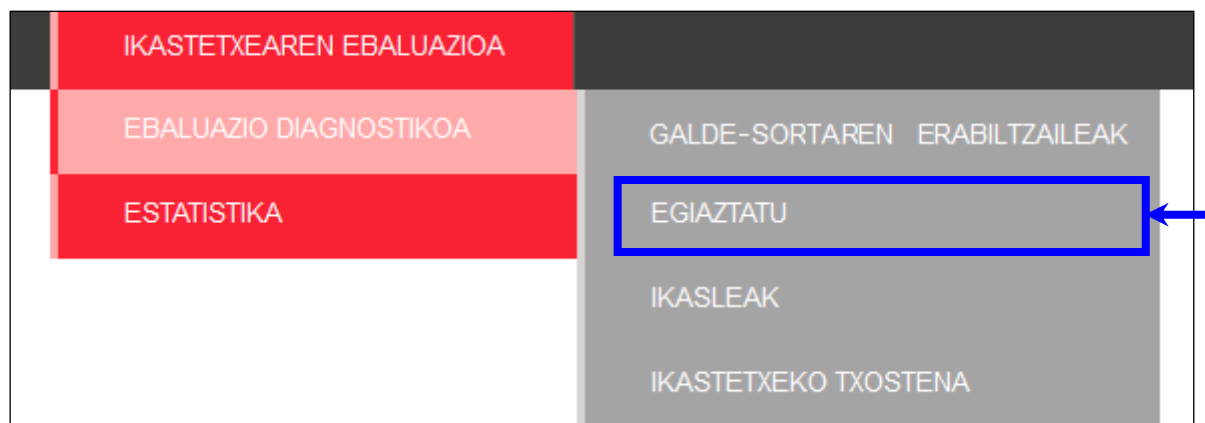 IKASTETXEAREN EBALUAZIOA
EBALUAZIO DIAGNOSTIKOA
ESTATISTIKA
GALDE-SORTAREN ERABILTZAILEAK
EGIAZTATU
IKASLEAK
IKASTETXEKO TXOSTENA